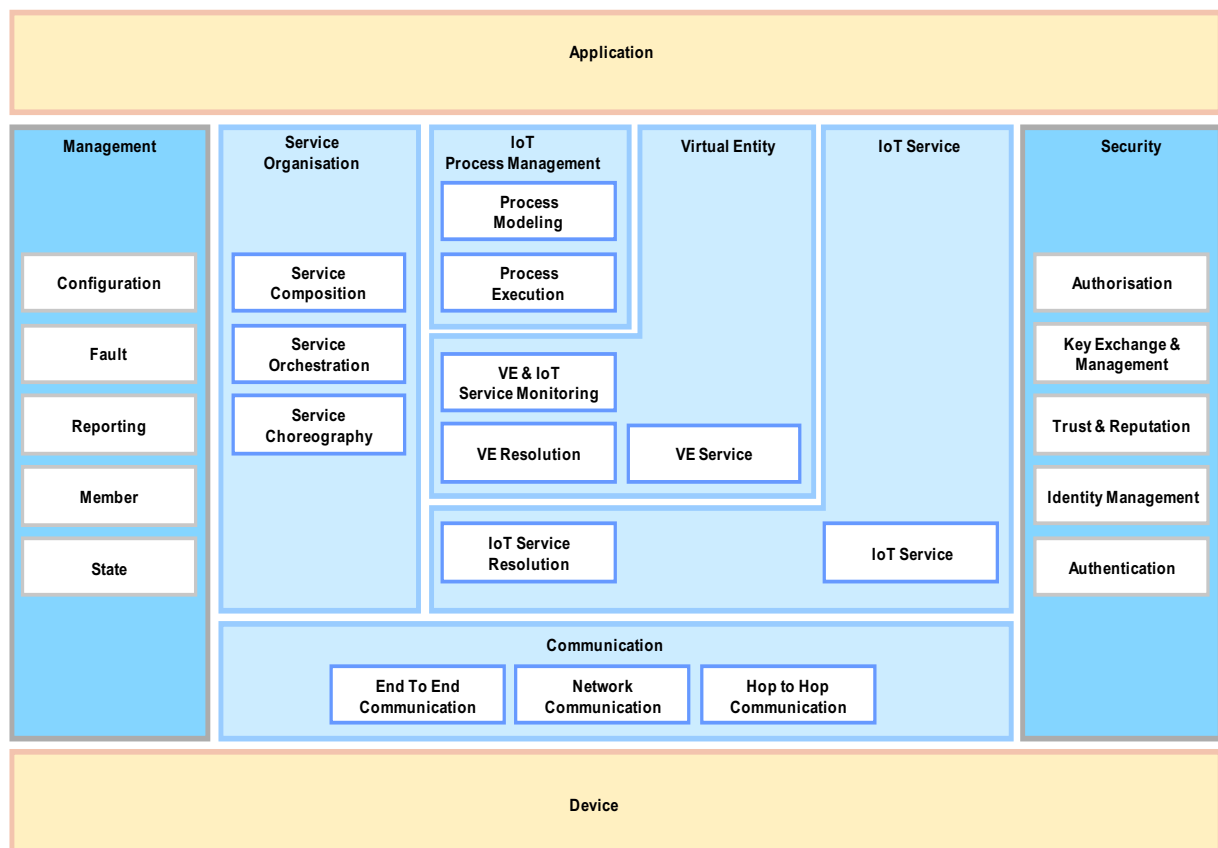 Application
Management
Service
Organisation
IoT
Process Management
Virtual Entity
IoT Service
Security
Process
Modeling
Configuration
Service
Composition
Process
Execution
Authorisation
Fault
Service
Orchestration
VE & IoT
Service Monitoring
Key Exchange &
Management
Reporting
Service
Choreography
VE Resolution
VE Service
Trust & Reputation
Member
Identity Management
State
IoT Service
Resolution
IoT Service
Authentication
Communication
End To End
Communication
Network
Communication
Hop to Hop
Communication
Device